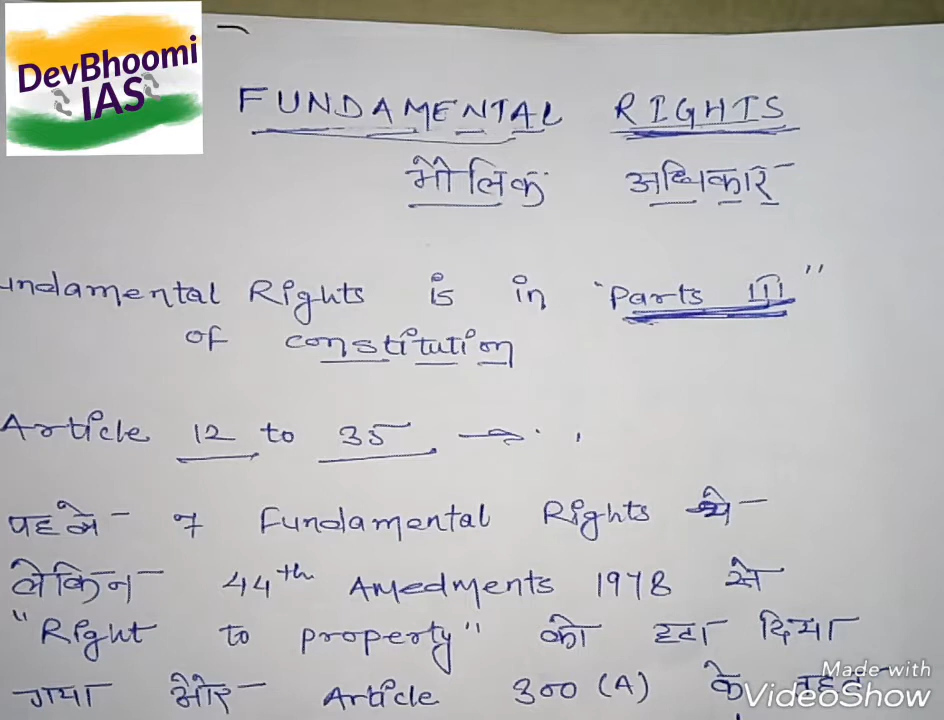 DevBhoomi
IAS
FUNDAMENTAL RIGHTS
मौलिक अधिकार
undamental Rights is in "Parts III"
of constitution
Article 12 to 35
पहले 7 Fundamental Rights थे
लेकिन 44th Amedments 1978 से
"Right to property" को हटा दिया
गया और Article 300 (A) के तहत
Made with
VideoShow